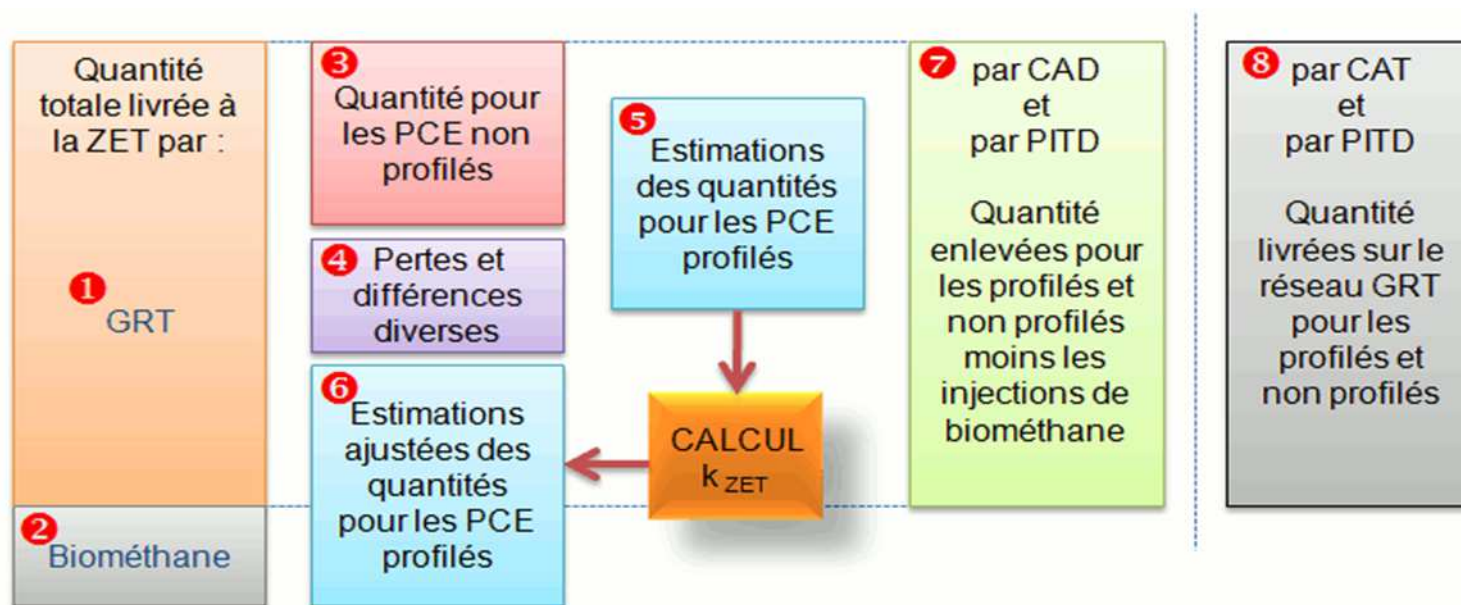 Quantité
totale livrée à
la ZET par :
1
GRT
2
Biométhane
3
Quantité pour
les PCE non
profilés
4
Pertes et
différences
diverses
6
Estimations
ajustées des
quantités
pour les PCE
profilés
5
Estimations
des quantités
pour les PCE
profilés
CALCUL
k ZET
7
par CAD
et
par PITD
Quantité
enlevées pour
les profilés et
non profilés
moins les
injections de
biométhane
8
par CAT
et
par PITD
Quantité
livrées sur le
réseau GRT
pour les
profilés et
non profilés